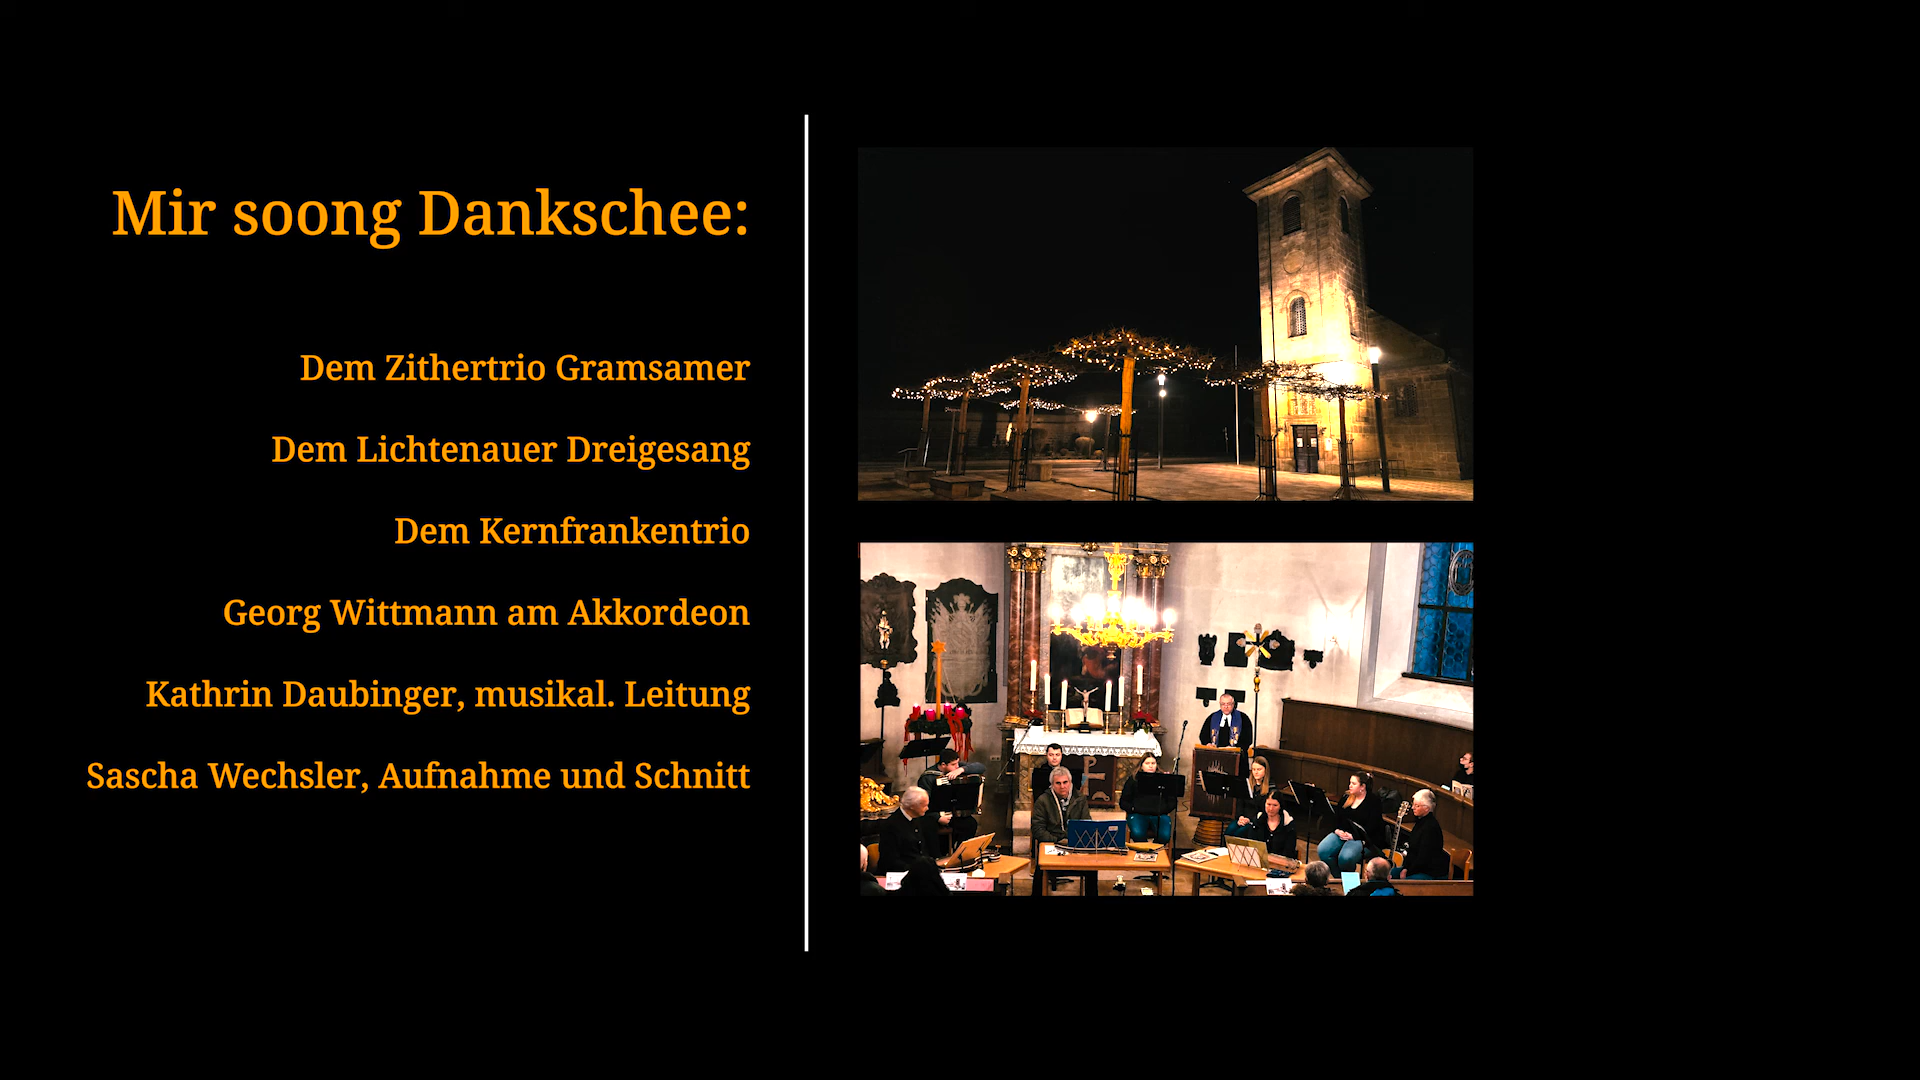 Mir soong Dankschee:
Dem Zithertrio Gramsamer
Dem Lichtenauer Dreigesang
Dem Kernfrankentrio
Georg Wittmann am Akkordeon
Kathrin Daubinger, musikal. Leitung
Sascha Wechsler, Aufnahme und Schnitt